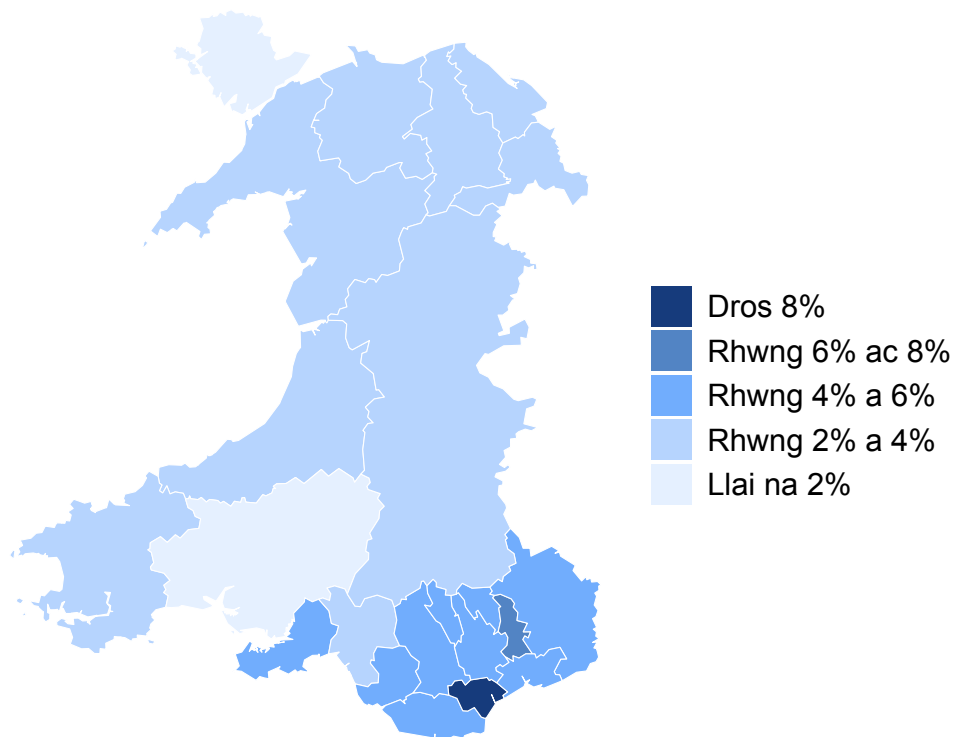 Dros 8%
Rhwng 6% ac 8%
Rhwng 4% a 6%
Rhwng 2% a 4%
Llai na 2%